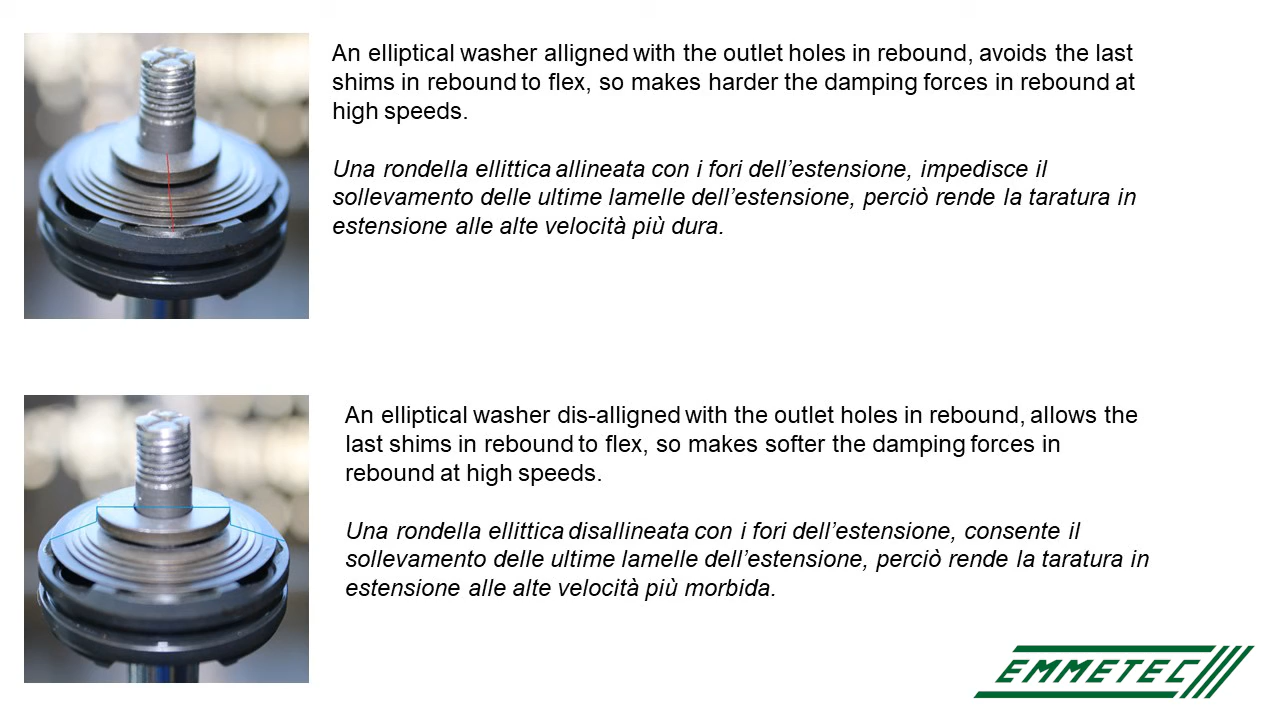 An elliptical washer alligned with the outlet holes in rebound, avoids the last
shims in rebound to flex, so makes harder the damping forces in rebound at
high speeds.
Una rondella ellittica allineata con i fori dell’estensione, impedisce il
sollevamento delle ultime lamelle dell’estensione, perciò rende la taratura in
estensione alle alte velocità più dura.
An elliptical washer dis-alligned with the outlet holes in rebound, allows the
last shims in rebound to flex, so makes softer the damping forces in
rebound at high speeds.
Una rondella ellittica disallineata con i fori dell’estensione, consente il
sollevamento delle ultime lamelle dell’estensione, perciò rende la taratura in
estensione alle alte velocità più morbida.
EMMETEC